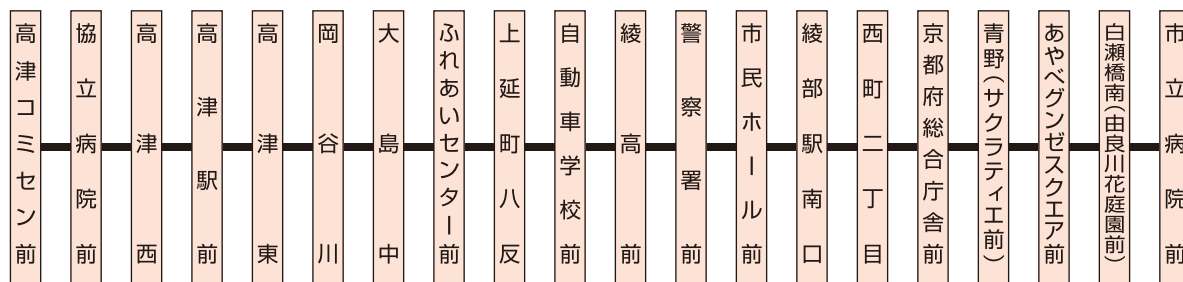 高津コミセン前
協立病院前
高津西
高津駅前
高津東
岡谷川
大島中
ふれあいセンター前
上延町八反
自動車学校前
綾高前
警察署前
市民ホール前
綾部駅南口
西町二丁目
京都府総合庁舎前
青野(サクラティエ前)
あやべグンゼスクエア前
白瀬橋南(由良川花庭園前)
市立病院前